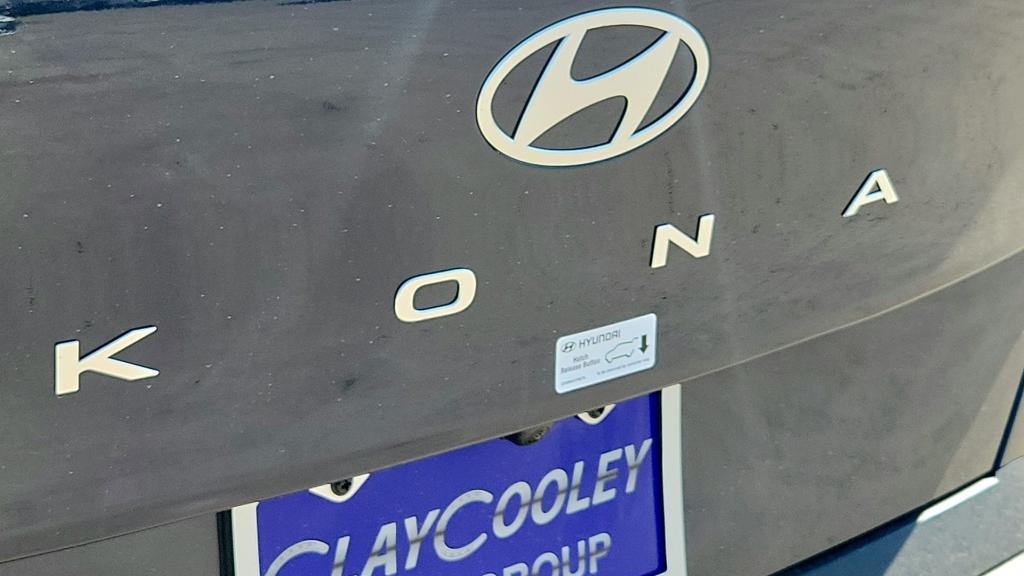 KONA
HYUNDAI
Hatch
Release Button
CLAYCOOLEY
GROUP